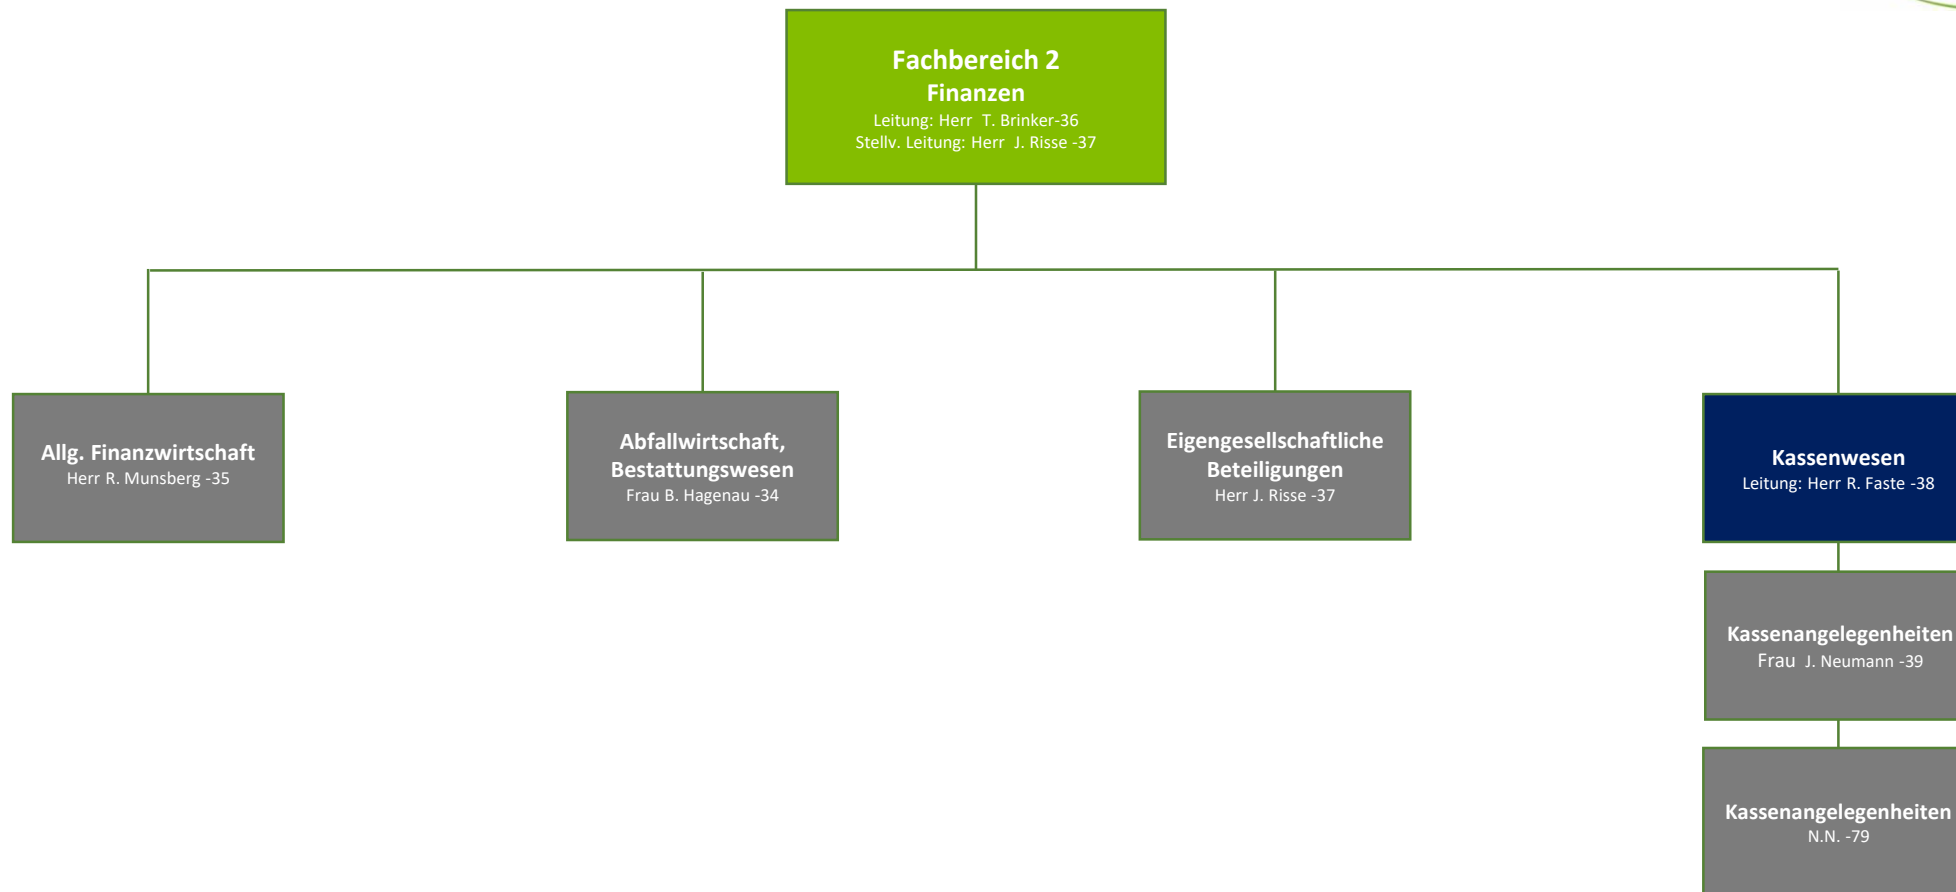 Fachbereich 2
Finanzen
Leitung: Herr T. Brinker-36
Stellv. Leitung: Herr J. Risse -37
Allg. Finanzwirtschaft
Herr R. Munsberg -35
Abfallwirtschaft,
Bestattungswesen
Frau B. Hagenau -34
Eigengesellschaftliche
Beteiligungen
Herr J. Risse -37
Kassenwesen
Leitung: Herr R. Faste -38
Kassenangelegenheiten
Frau J. Neumann -39
Kassenangelegenheiten
N.N. -79